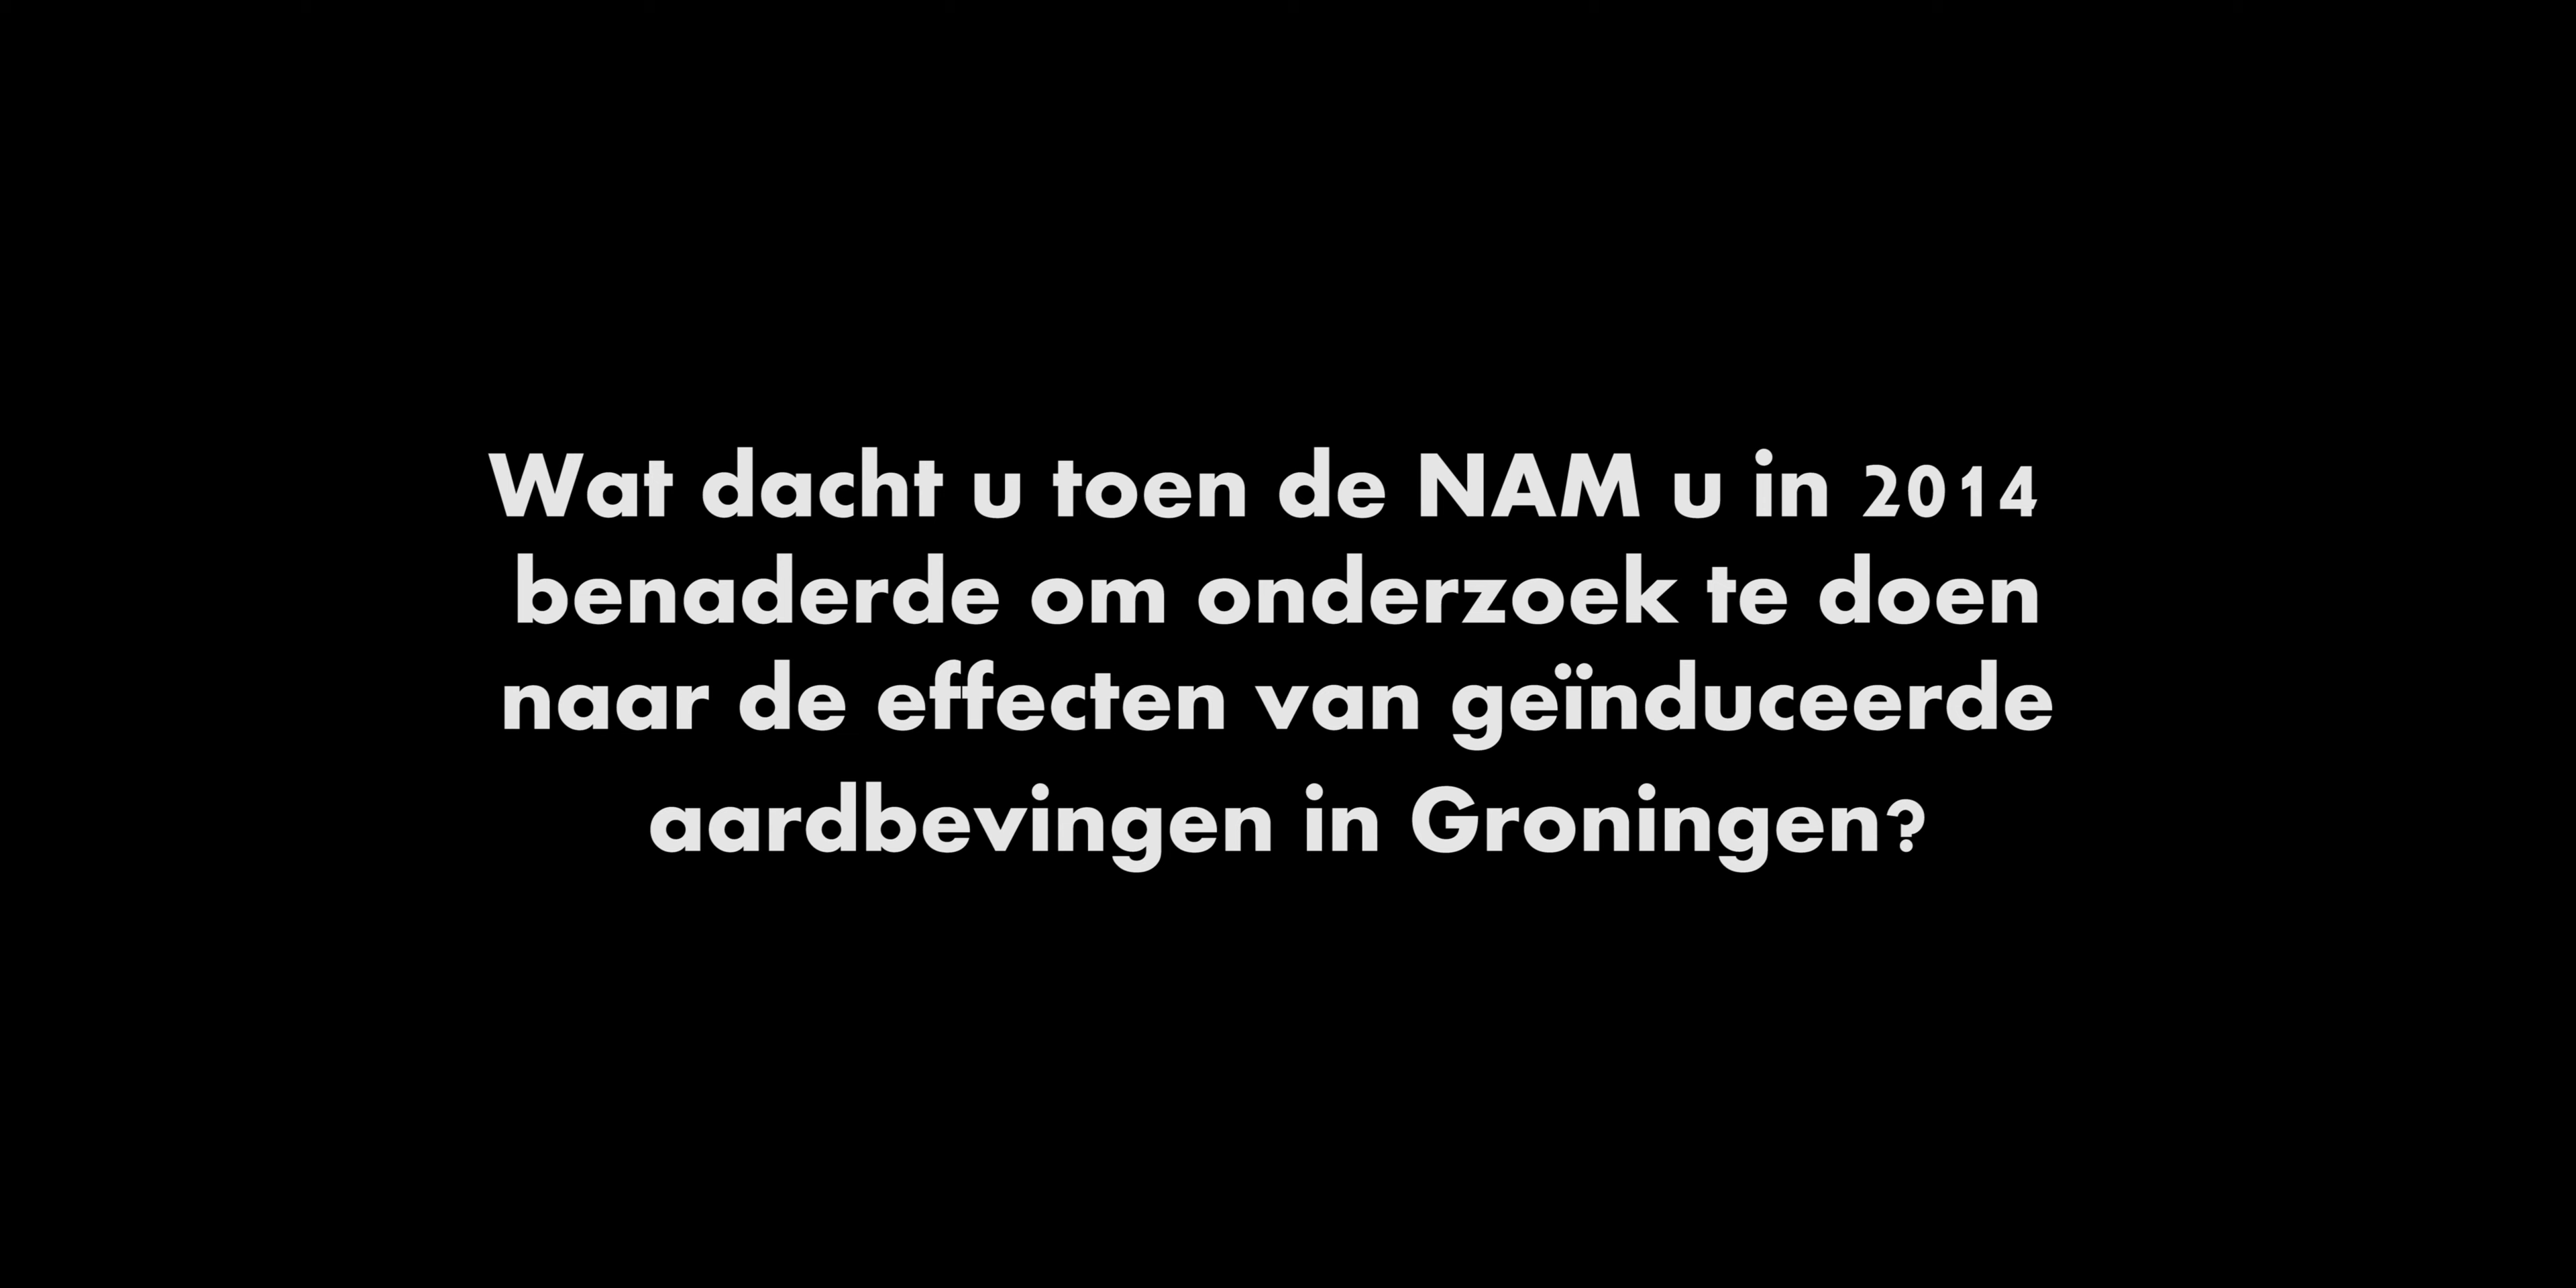 Wat dacht u toen de NAM u in 2014
benaderde om onderzoek te doen
naar de effecten van geïnduceerde
aardbevingen in Groningen?